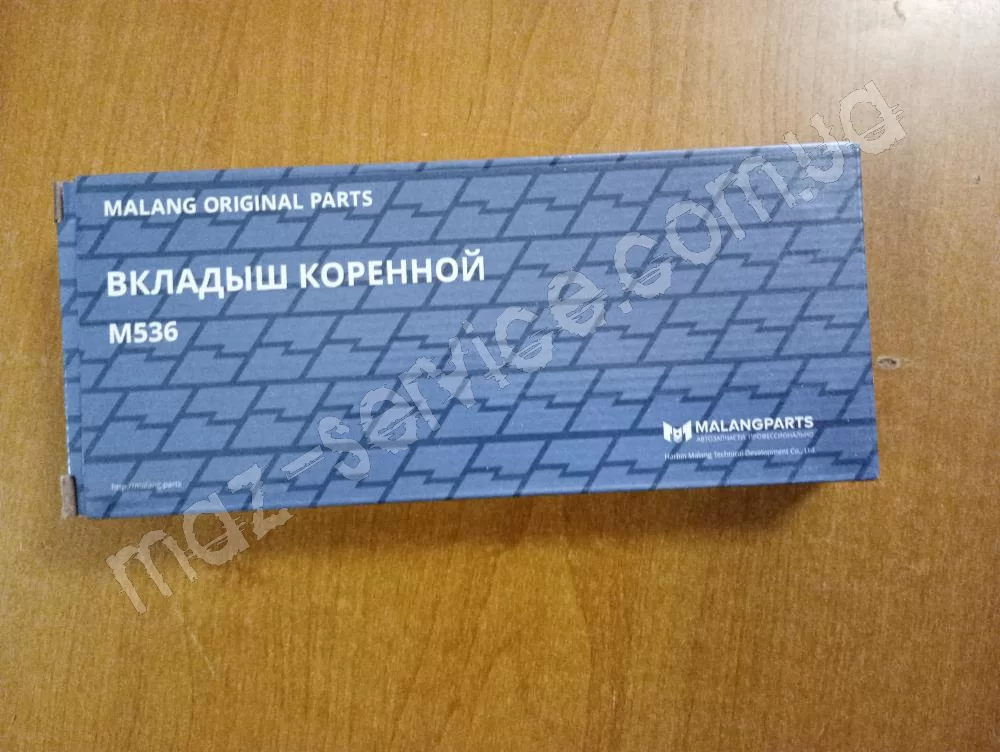 MALANG ORIGINAL PARTS
ВКЛАДЫШ КОРЕННОЙ
М536
MALANGPARTS
АВТОЗАПЧАСТИ. ПРОФЕССИОНАЛЬНО
Harbin Malang Technical Development Co., Ltd.
http://malang.parts
maz-service.com.ua